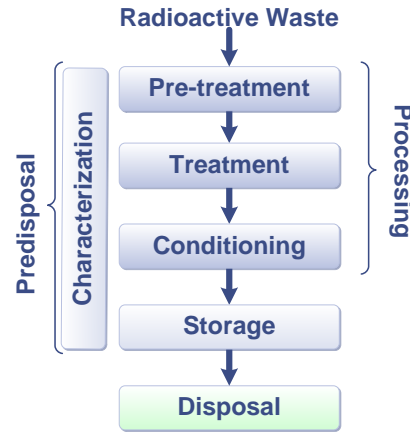 Radioactive Waste
Predisposal
Characterization
Pre-treatment
Treatment
Conditioning
Storage
Disposal
Processing